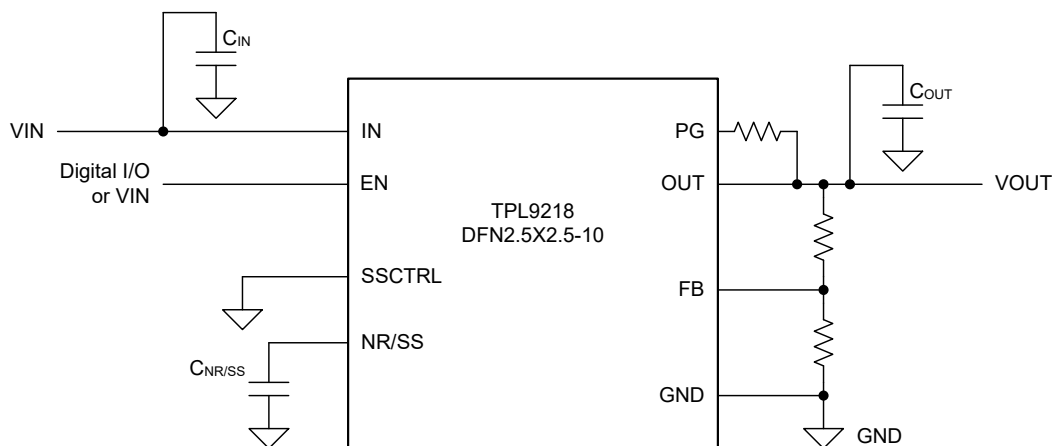 CIN
COUT
VIN
IN
PG
Digital I/O
or VIN
EN
OUT
VOUT
TPL9218
DFN2.5X2.5-10
SSCTRL
FB
NR/SS
CNR/SS
GND
GND